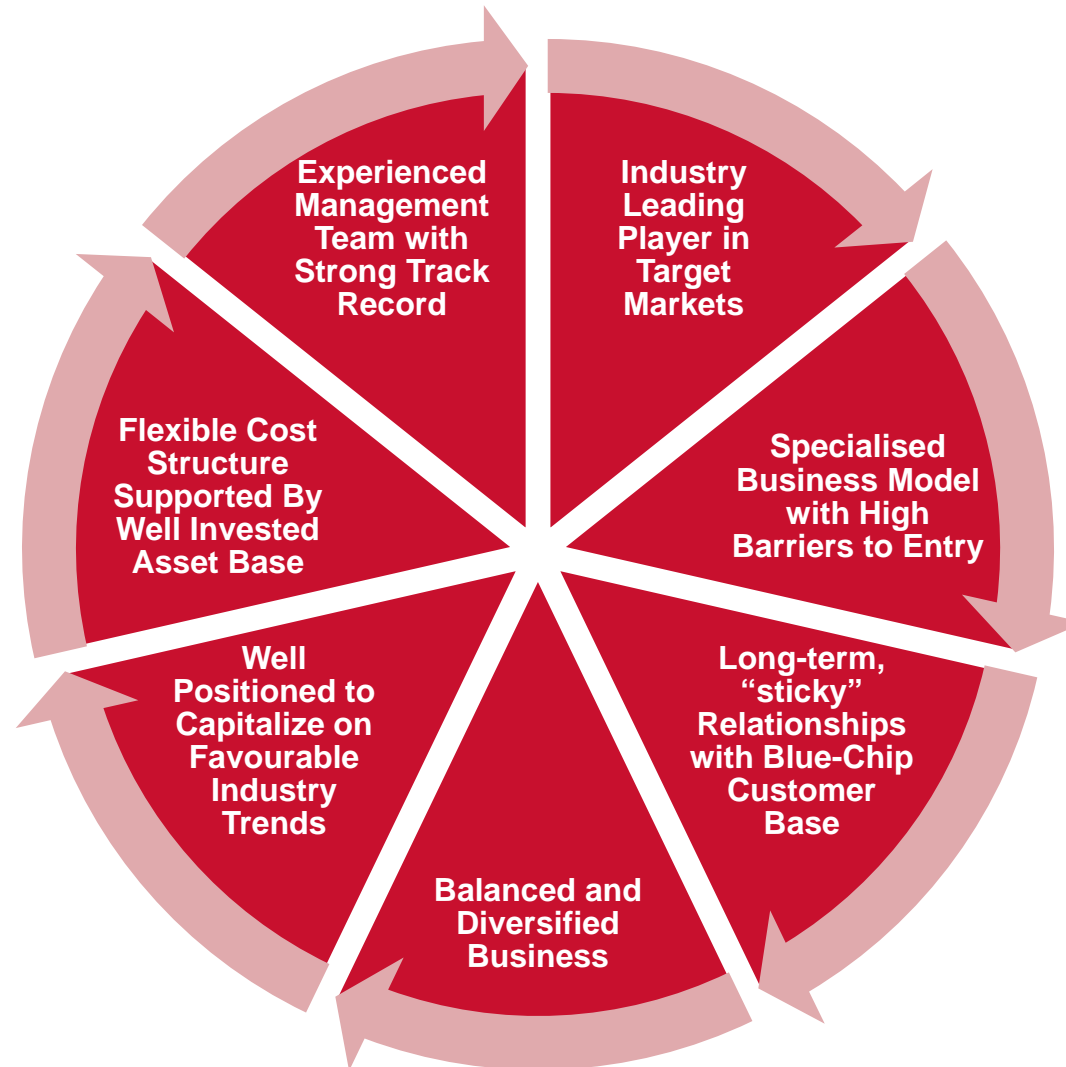 Experienced
Management
Team with
Strong Track
Record
Industry
Leading
Player in
Target
Markets
Flexible Cost
Structure
Supported By
Well Invested
Asset Base
Specialised
Business Model
with High
Barriers to Entry
Well
Positioned to
Capitalize on
Favourable
Industry
Trends
Long-term,
“sticky”
Relationships
with Blue-Chip
Customer
Base
Balanced and
Diversified
Business